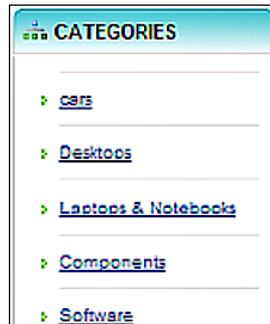 CATEGORIES
cars
Desktops
Laptops & Notebooks
Components
Software